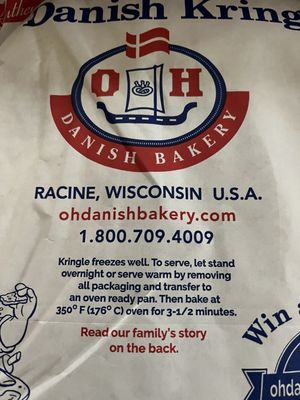 Danish Kring
O H
DANISH BAKERY
RACINE, WISCONSIN U.S.A.
ohdanishbakery.com
1.800.709.4009
Kringle freezes well. To serve, let stand
overnight or serve warm by removing
all packaging and transfer to
an oven ready pan. Then bake at
350° F (176° C) oven for 3-1/2 minutes.
Read our family's story
on the back.
Win a
ohda